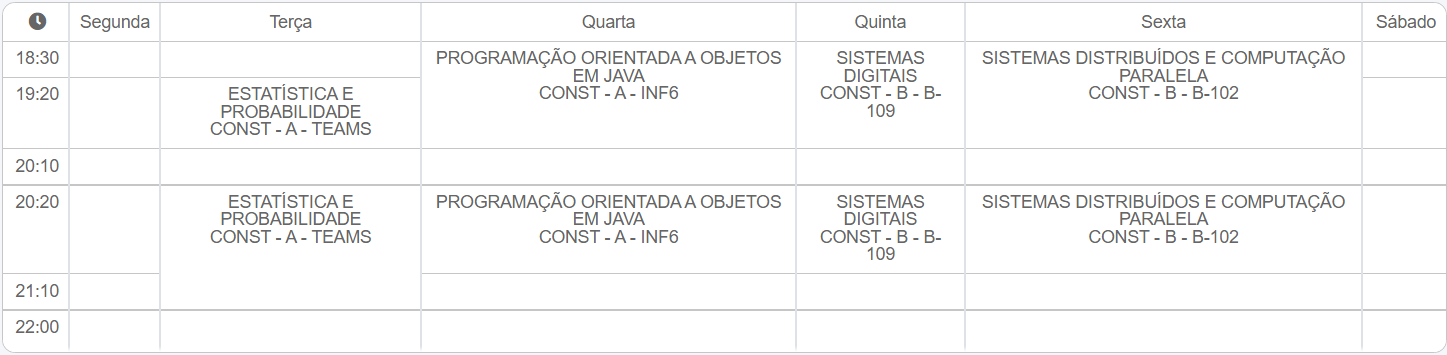 Segunda Terça Quarta Quinta Sexta Sábado
18:30
PROGRAMAÇÃO ORIENTADA A OBJETOS
EM JAVA
CONST - A - INF6
SISTEMAS
DIGITAIS
CONST - B - B-
109
SISTEMAS DISTRIBUÍDOS E COMPUTAÇÃO
PARALELA
CONST - B - B-102
19:20
ESTATÍSTICA E
PROBABILIDADE
CONST - A - TEAMS
20:10
20:20
ESTATÍSTICA E
PROBABILIDADE
CONST - A - TEAMS
PROGRAMAÇÃO ORIENTADA A OBJETOS
EM JAVA
CONST - A - INF6
SISTEMAS
DIGITAIS
CONST - B - B-
109
SISTEMAS DISTRIBUÍDOS E COMPUTAÇÃO
PARALELA
CONST - B - B-102
21:10
22:00